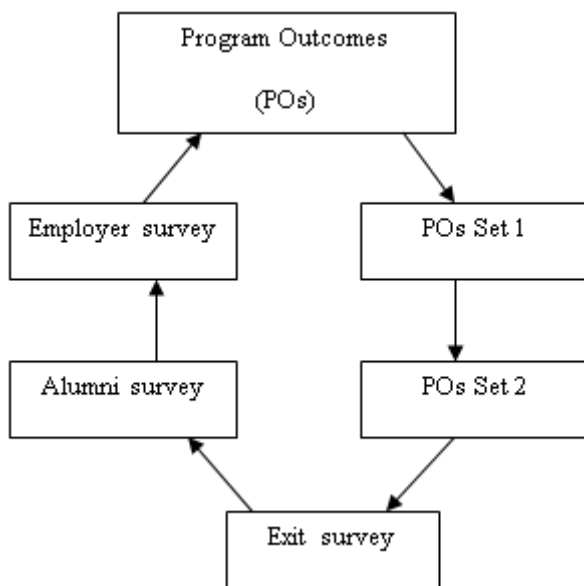 Program Outcomes
(POs)
Employer survey
POs Set 1
Alumni survey
POs Set 2
Exit survey